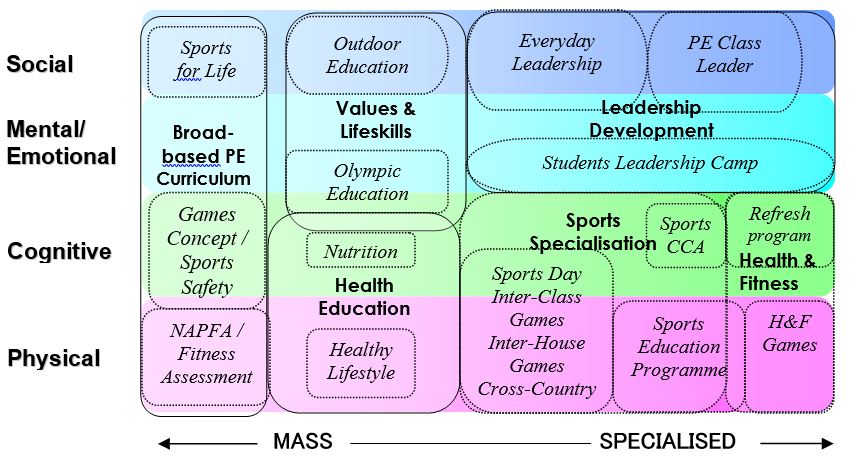 Social
Sports
for Life
Outdoor
Education
Everyday
Leadership
PE Class
Leader
Mental/
Emotional
Broad-
based PE
Curriculum
Values &
Lifeskills
Olympic
Education
Leadership
Development
Students Leadership Camp
Cognitive
Games
Concept /
Sports
Safety
Nutrition
Health
Education
Sports
Specialisation
Sports
CCA
Refresh
program
Health &
Fitness
Physical
NAPFA /
Fitness
Assessment
Healthy
Lifestyle
Sports Day
Inter-Class
Games
Inter-House
Games
Cross-Country
Sports
Education
Programme
H&F
Games
MASS
SPECIALISED